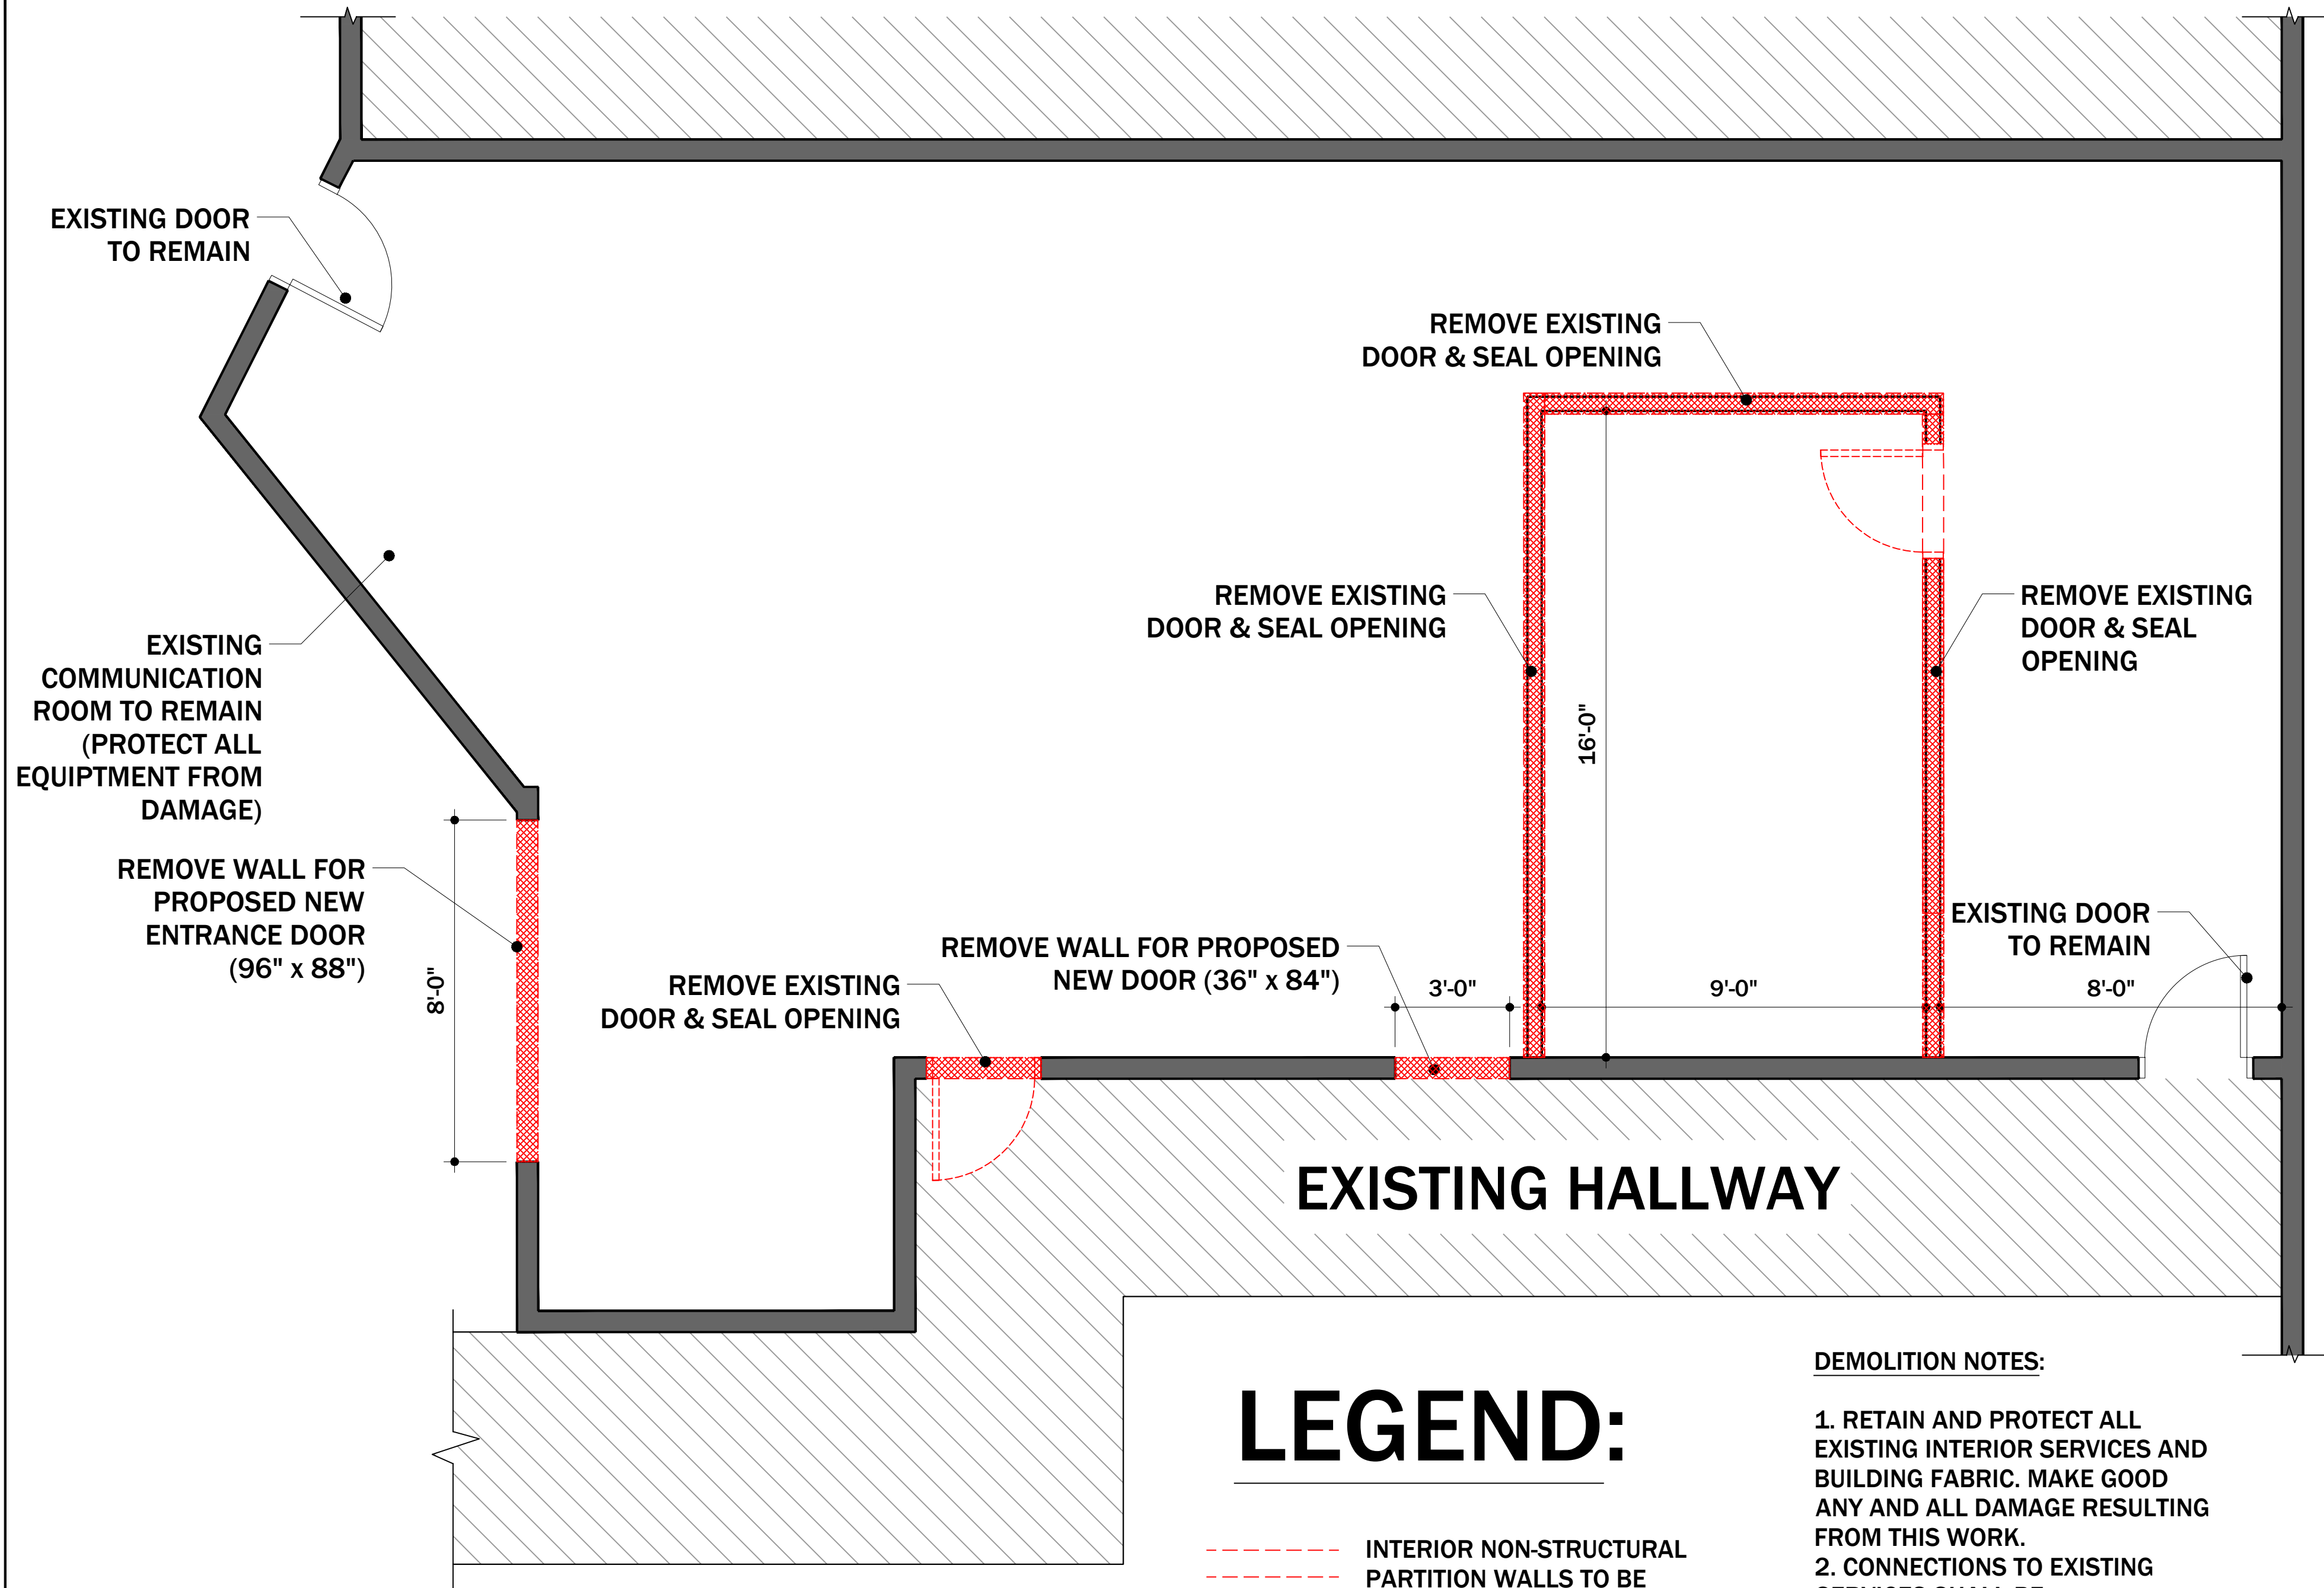 EXISTING DOOR
TO REMAIN
REMOVE EXISTING
DOOR & SEAL OPENING
REMOVE EXISTING
DOOR & SEAL OPENING
REMOVE EXISTING
DOOR & SEAL
OPENING
EXISTING
COMMUNICATION
ROOM TO REMAIN
(PROTECT ALL
EQUIPTMENT FROM
DAMAGE)
16'-0"
REMOVE WALL FOR
PROPOSED NEW
ENTRANCE DOOR
(96" x 88")
8'-0"
REMOVE EXISTING
DOOR & SEAL OPENING
REMOVE WALL FOR PROPOSED
NEW DOOR (36" x 84")
3'-0"
9'-0"
8'-0"
EXISTING DOOR
TO REMAIN
EXISTING HALLWAY
LEGEND:
INTERIOR NON-STRUCTURAL
PARTITION WALLS TO BE
DEMOLITION NOTES:
1. RETAIN AND PROTECT ALL
EXISTING INTERIOR SERVICES AND
BUILDING FABRIC. MAKE GOOD
ANY AND ALL DAMAGE RESULTING
FROM THIS WORK.
2. CONNECTIONS TO EXISTING
SERVICES SHALL BE